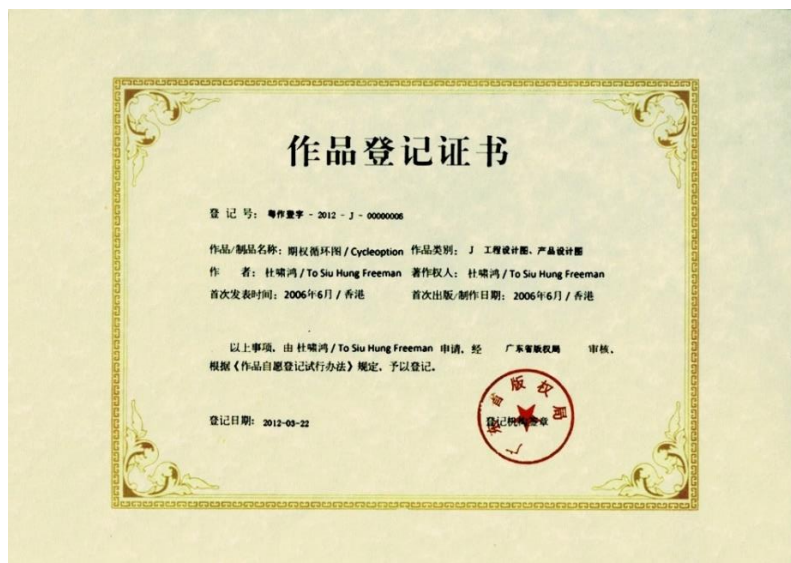 作品登记证书
登 记 号：粤作登字 - 2012 - J - 00000006
作品/制品名称：期权循环图 / Cycleoption 作品类别：J 工程设计图、产品设计图
作 者：杜啸鸿 / To Siu Hung Freeman 著作权人：杜啸鸿 / To Siu Hung Freeman
首次发表时间：2006年6月 / 香港 首次出版/制作日期：2006年6月 / 香港
以上事项，由 杜啸鸿 / To Siu Hung Freeman 申请，经 广东省版权局 审核，
根据《作品自愿登记试行办法》规定，予以登记。
登记日期：2012-03-22 登记机构签章
广东省版权局